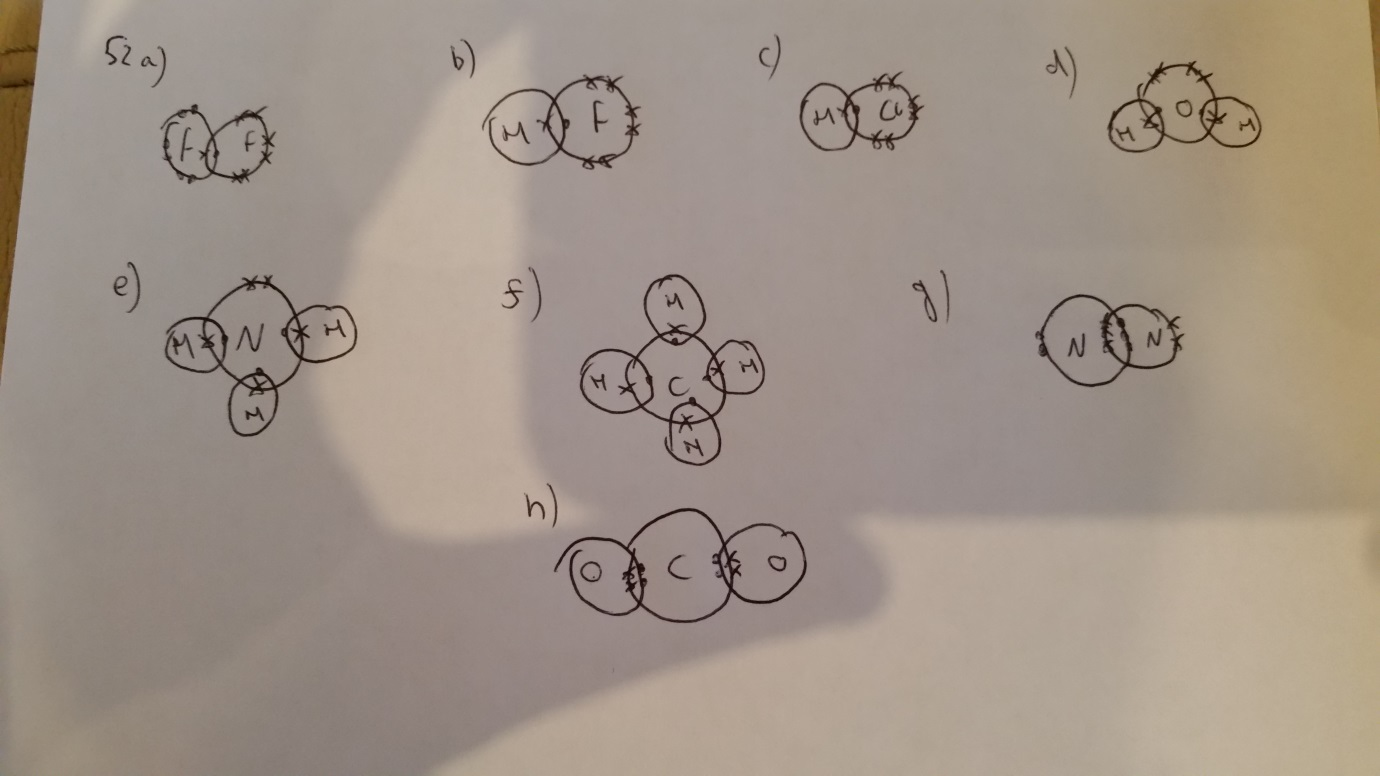 52 a) b) c) d)
F F H F H Cl H O H
e) f) g)
H N H H H C H H N N
h)
O C O